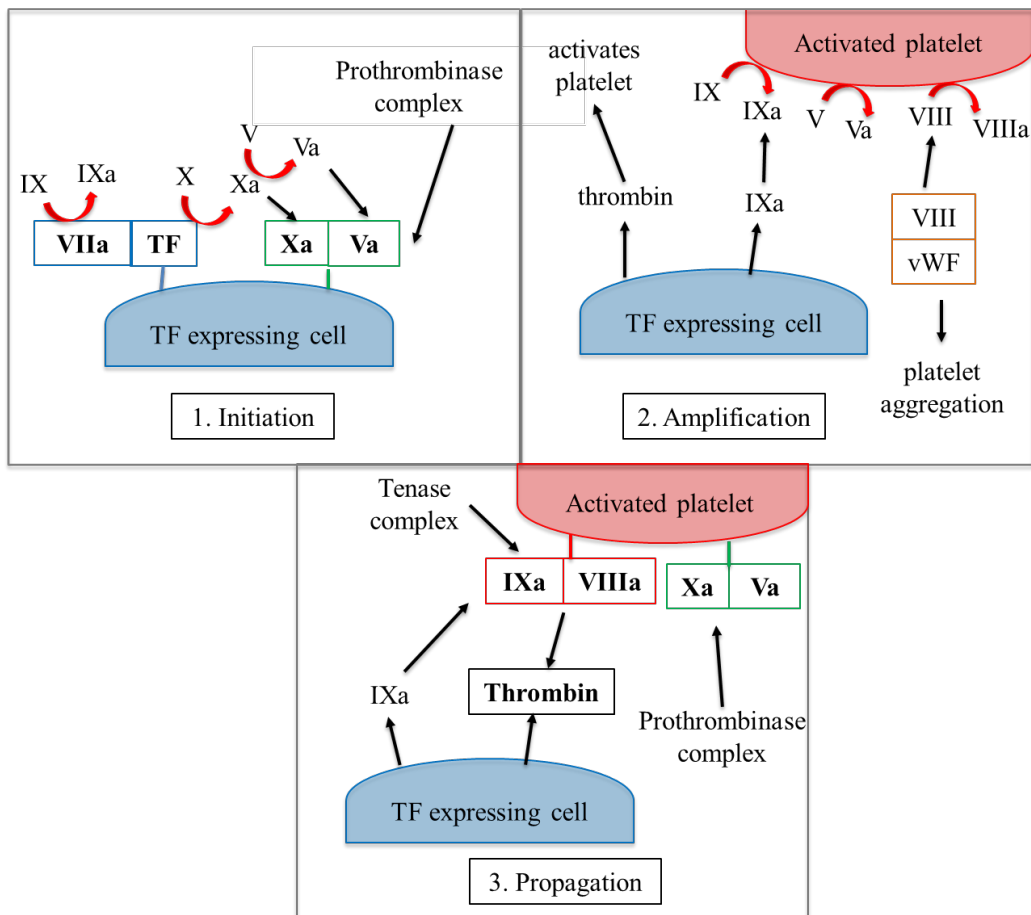 Prothrombinase
complex
V
Va
IX
IXa
X
Xa
VIIa
TF
Xa
Va
TF expressing cell
1. Initiation
activates
platelet
Activated platelet
IX
IXa
V
Va
VIII
VIIIa
thrombin
IXa
VIII
vWF
TF expressing cell
platelet
aggregation
2. Amplification
Tenase
complex
Activated platelet
IXa
VIIIa
Xa
Va
IXa
Thrombin
Prothrombinase
complex
TF expressing cell
3. Propagation